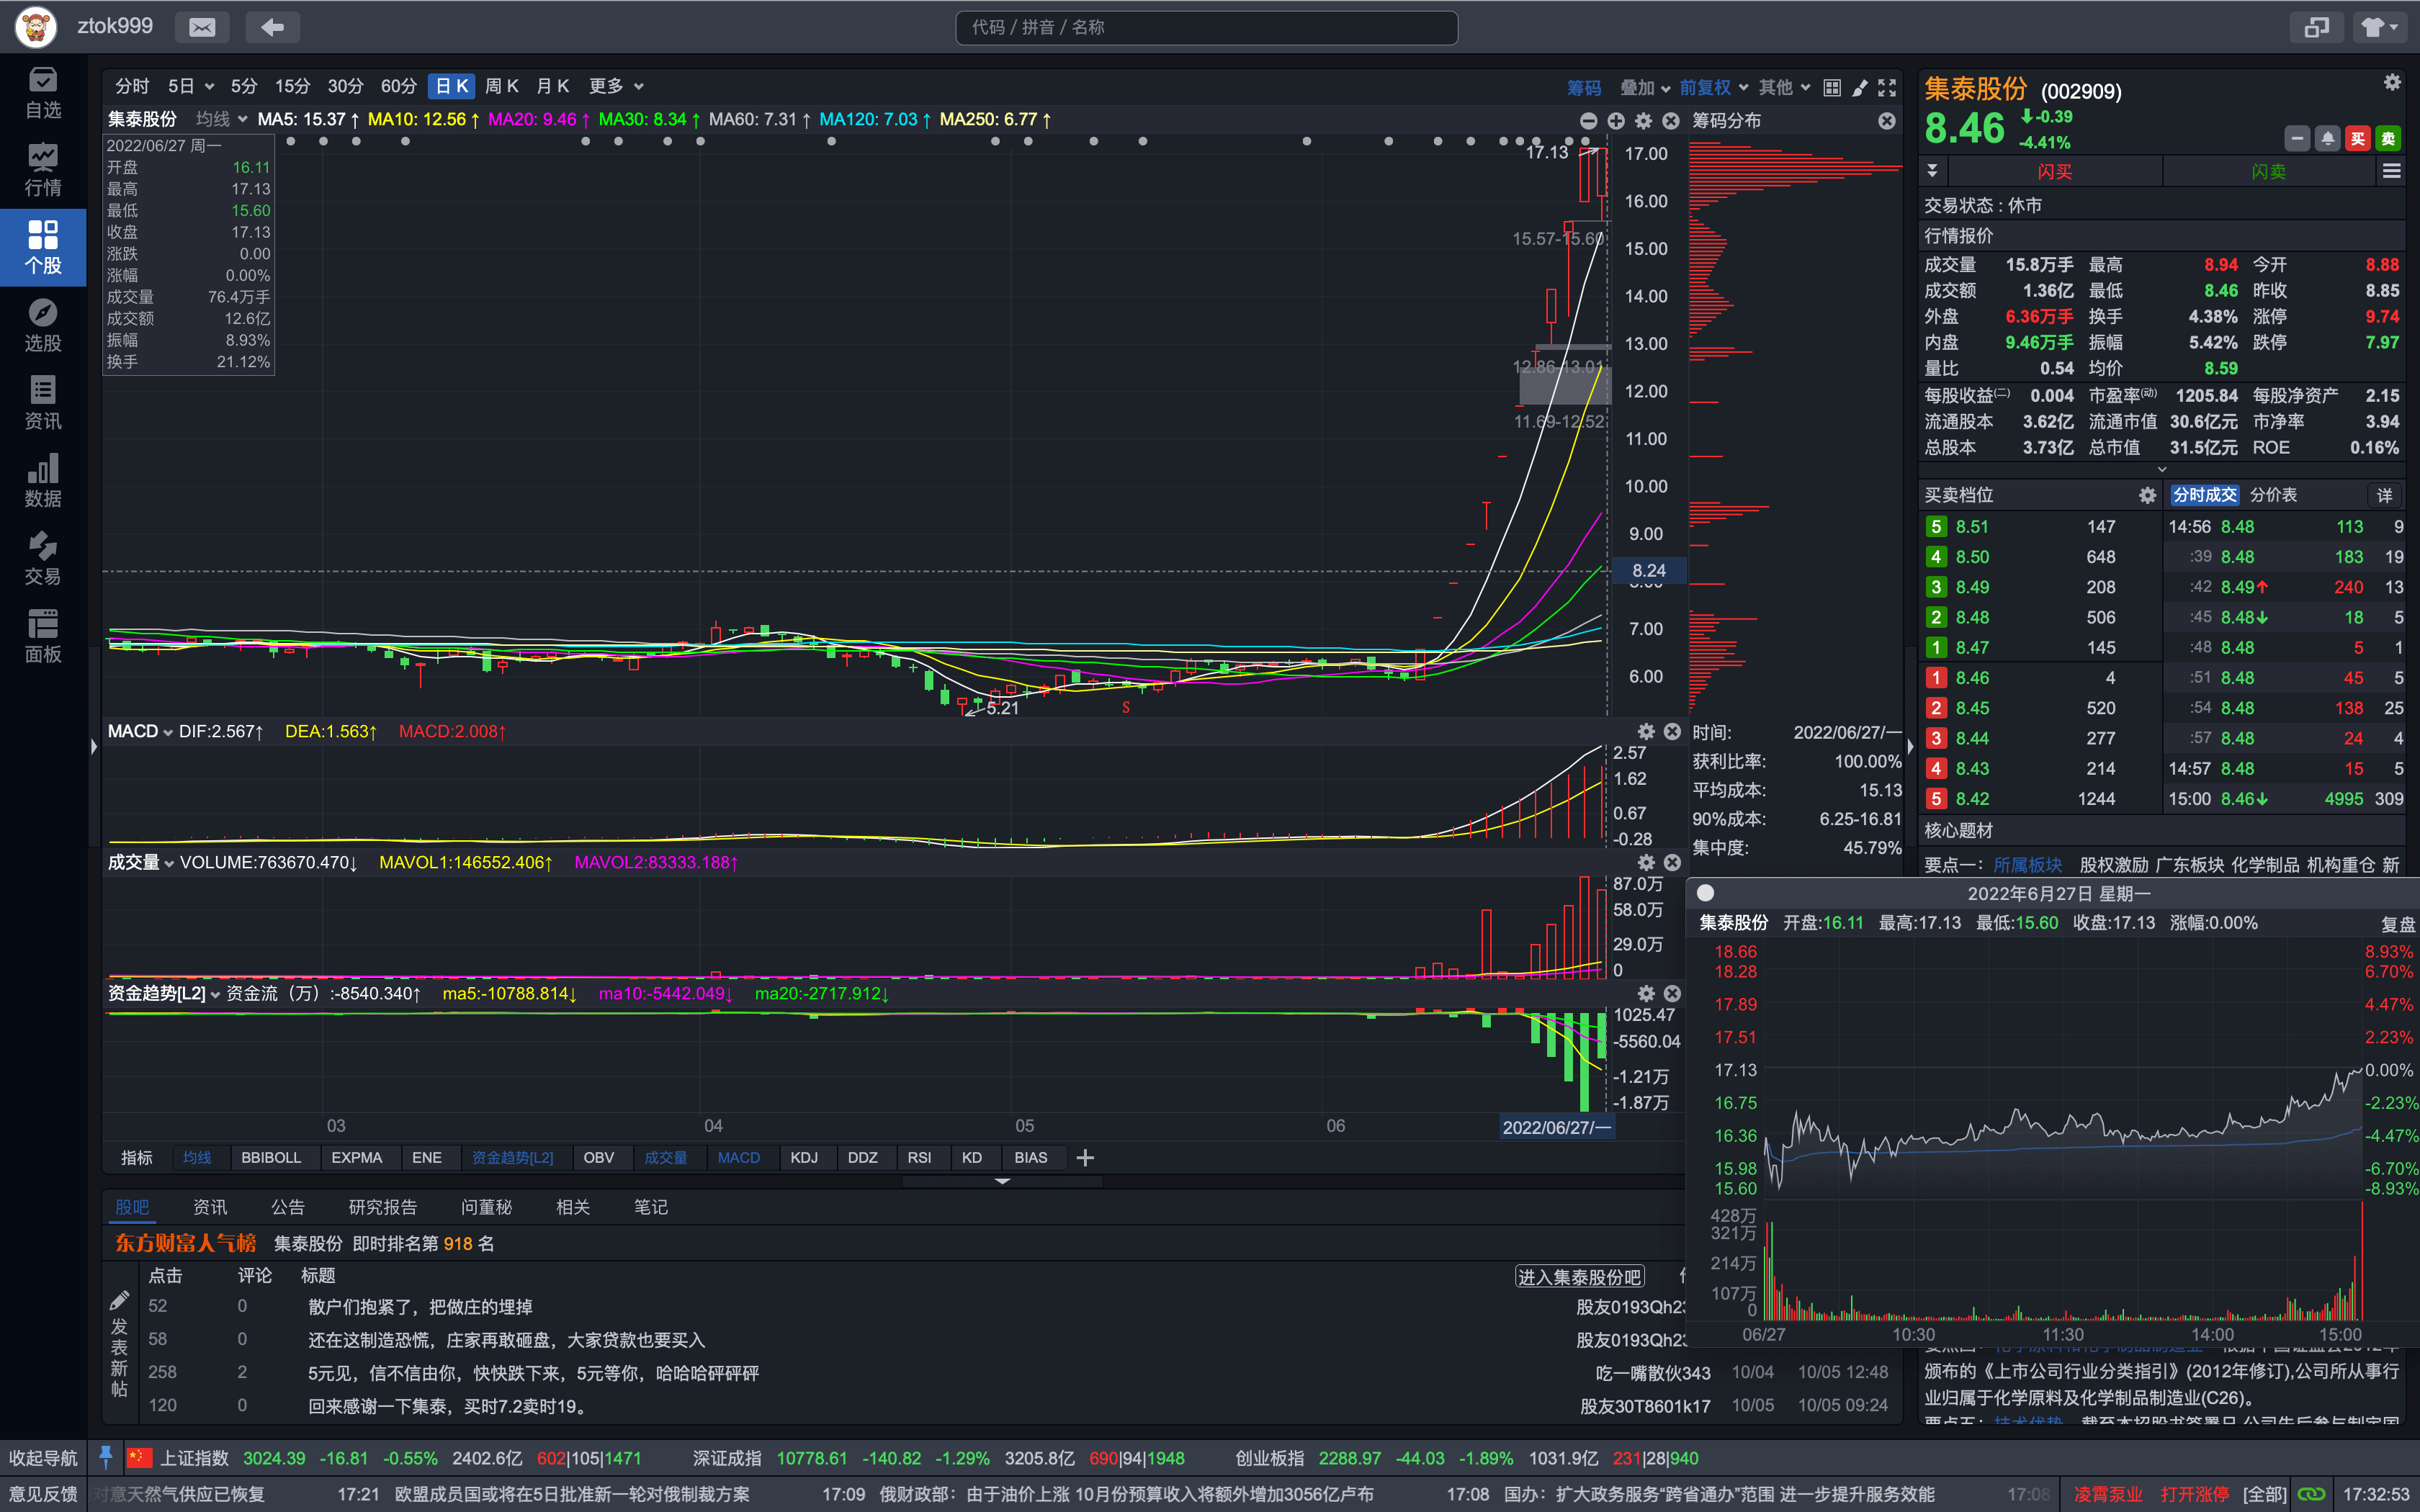 ztok999
代码 / 拼音 / 名称
自选
行情
个股
选股
资讯
数据
交易
面板
分时 5日 5分 15分 30分 60分 日K 周K 月K 更多
筹码 叠加 前复权 其他
集泰股份 均线 MA5: 15.37↑ MA10: 12.56↑ MA20: 9.46↑ MA30: 8.34↑ MA60: 7.31↑ MA120: 7.03↑ MA250: 6.77↑
2022/06/27 周一
开盘 16.11
最高 17.13
最低 15.60
收盘 17.13
涨跌 0.00
涨幅 0.00%
成交量 76.4万手
成交额 12.6亿
振幅 8.93%
换手 21.12%
17.13
15.57-15.60
12.86-13.01
11.69-12.52
5.21
S
17.00
16.00
15.00
14.00
13.00
12.00
11.00
10.00
9.00
8.24
7.00
6.00
筹码分布
时间: 2022/06/27/一
获利比率: 100.00%
平均成本: 15.13
90%成本: 6.25-16.81
集中度: 45.79%
MACD DIF:2.567↑ DEA:1.563↑ MACD:2.008↑
2.57
1.62
0.67
-0.28
成交量 VOLUME:763670.470↓ MAVOL1:146552.406↑ MAVOL2:83333.188↑
87.0万
58.0万
29.0万
0
资金趋势[L2] 资金流（万）:-8540.340↑ ma5:-10788.814↓ ma10:-5442.049↓ ma20:-2717.912↓
1025.47
-5560.04
-1.21万
-1.87万
03 04 05 06 2022/06/27/一
指标 均线 BBIBOLL EXPMA ENE 资金趋势[L2] OBV 成交量 MACD KDJ DDZ RSI KD BIAS
股吧 资讯 公告 研究报告 问董秘 相关 笔记
东方财富人气榜 集泰股份 即时排名第 918 名
点击 评论 标题 进入集泰股份吧
发表新帖
52 0 散户们抱紧了，把做庄的埋掉 股友0193Qh23
58 0 还在这制造恐慌，庄家再敢砸盘，大家贷款也要买入 股友0193Qh23
258 2 5元见，信不信由你，快快跌下来，5元等你，哈哈哈砰砰砰 吃一嘴散伙343 10/04 10/05 12:48
120 0 回来感谢一下集泰，买时7.2卖时19。 股友30T8601k17 10/05 10/05 09:24
集泰股份 (002909)
8.46 -0.39
-4.41%
买 卖
闪买 闪卖
交易状态 : 休市
行情报价
成交量 15.8万手 最高 8.94 今开 8.88
成交额 1.36亿 最低 8.46 昨收 8.85
外盘 6.36万手 换手 4.38% 涨停 9.74
内盘 9.46万手 振幅 5.42% 跌停 7.97
量比 0.54 均价 8.59
每股收益(二) 0.004 市盈率(动) 1205.84 每股净资产 2.15
流通股本 3.62亿 流通市值 30.6亿元 市净率 3.94
总股本 3.73亿 总市值 31.5亿元 ROE 0.16%
买卖档位 分时成交 分价表 详
5 8.51 147 14:56 8.48 113 9
4 8.50 648 :39 8.48 183 19
3 8.49 208 :42 8.49↑ 240 13
2 8.48 506 :45 8.48↓ 18 5
1 8.47 145 :48 8.48 5 1
1 8.46 4 :51 8.48 45 5
2 8.45 520 :54 8.48 138 25
3 8.44 277 :57 8.48 24 4
4 8.43 214 14:57 8.48 15 5
5 8.42 1244 15:00 8.46↓ 4995 309
核心题材
要点一： 所属板块 股权激励 广东板块 化学制品 机构重仓 新
2022年6月27日 星期一
集泰股份 开盘:16.11 最高:17.13 最低:15.60 收盘:17.13 涨幅:0.00% 复盘
18.66 8.93%
18.28 6.70%
17.89 4.47%
17.51 2.23%
17.13 0.00%
16.75 -2.23%
16.36 -4.47%
15.98 -6.70%
15.60 -8.93%
428万
321万
214万
107万
0
06/27 10:30 11:30 14:00 15:00
颁布的《上市公司行业分类指引》(2012年修订),公司所从事行
业归属于化学原料及化学制品制造业(C26)。
收起导航 上证指数 3024.39 -16.81 -0.55% 2402.6亿 602|105|1471 深证成指 10778.61 -140.82 -1.29% 3205.8亿 690|94|1948 创业板指 2288.97 -44.03 -1.89% 1031.9亿 231|28|940
意见反馈 对意天然气供应已恢复 17:21 欧盟成员国或将在5日批准新一轮对俄制裁方案 17:09 俄财政部：由于油价上涨 10月份预算收入将额外增加3056亿卢布 17:08 国办：扩大政务服务“跨省通办”范围 进一步提升服务效能 17:08 凌霄泵业 打开涨停 [全部] 17:32:53